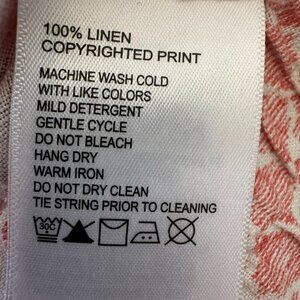 100% LINEN
COPYRIGHTED PRINT
MACHINE WASH COLD
WITH LIKE COLORS
MILD DETERGENT
GENTLE CYCLE
DO NOT BLEACH
HANG DRY
WARM IRON
DO NOT DRY CLEAN
TIE STRING PRIOR TO CLEANING
30C